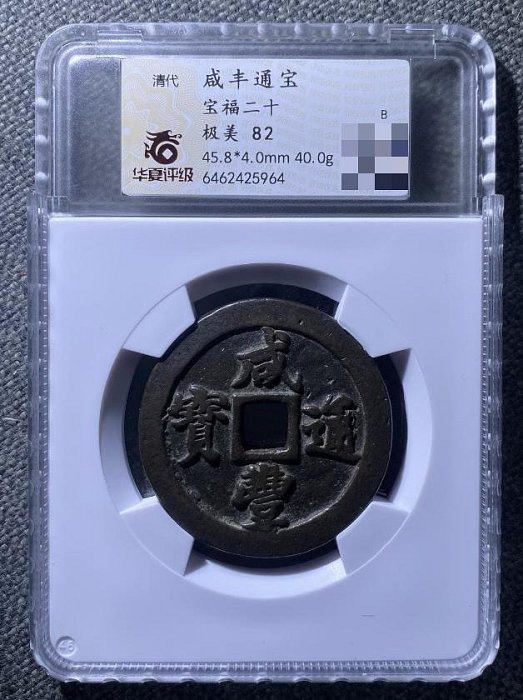 清代
咸丰通宝
宝福二十
极美 82
45.8*4.0mm 40.0g
6462425964
B
华夏评级
咸
豐
通
寶